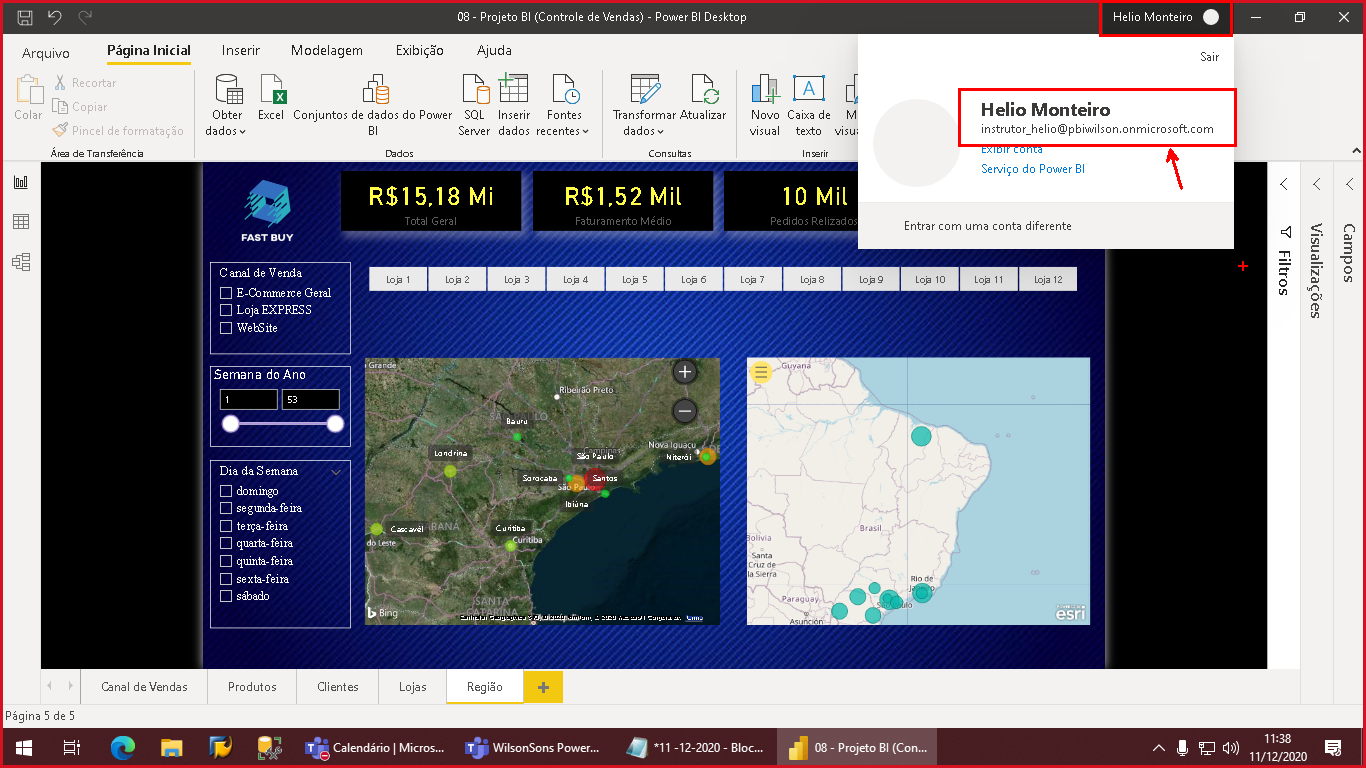 08 - Projeto BI (Controle de Vendas) - Power BI Desktop
Helio Monteiro
Arquivo
Página Inicial
Inserir
Modelagem
Exibição
Ajuda
Sair
Colar
Recortar
Copiar
Pincel de formatação
Área de Transferência
Obter dados
Excel
Conjuntos de dados do Power BI
SQL Server
Inserir dados
Fontes recentes
Dados
Transformar dados
Atualizar
Consultas
Novo visual
Caixa de texto
Inserir
Helio Monteiro
instrutor_helio@pbiwilson.onmicrosoft.com
Exibir conta
Serviço do Power BI
Entrar com uma conta diferente
FAST BUY
R$15,18 Mi
Total Geral
R$1,52 Mil
Faturamento Médio
10 Mil
Pedidos Relizados
Filtros
Visualizações
Campos
Canal de Venda
E-Commerce Geral
Loja EXPRESS
WebSite
Loja 1
Loja 2
Loja 3
Loja 4
Loja 5
Loja 6
Loja 7
Loja 8
Loja 9
Loja 10
Loja 11
Loja 12
Semana do Ano
1
53
Dia da Semana
domingo
segunda-feira
terça-feira
quarta-feira
quinta-feira
sexta-feira
sábado
Grande
Ribeirão Preto
Bauru
Londrina
Nova Iguaçu
Niterói
Campinas
São Paulo
Sorocaba
Santos
São Paulo
Ibiúna
Cascavél
PARANÁ
do Leste
Curitiba
Curitiba
SANTA
CATARINA
Bing
Guyana
Brasil
Bolivia
Santa
Cruz de
la Sierra
Paraguay
Asunción
Rio de
Janeiro
São Paulo
POWERED BY
esri
Canal de Vendas
Produtos
Clientes
Lojas
Região
Página 5 de 5
Calendário | Micros...
WilsonSons Power...
*11 -12-2020 - Bloc...
08 - Projeto BI (Con...
11:38
11/12/2020